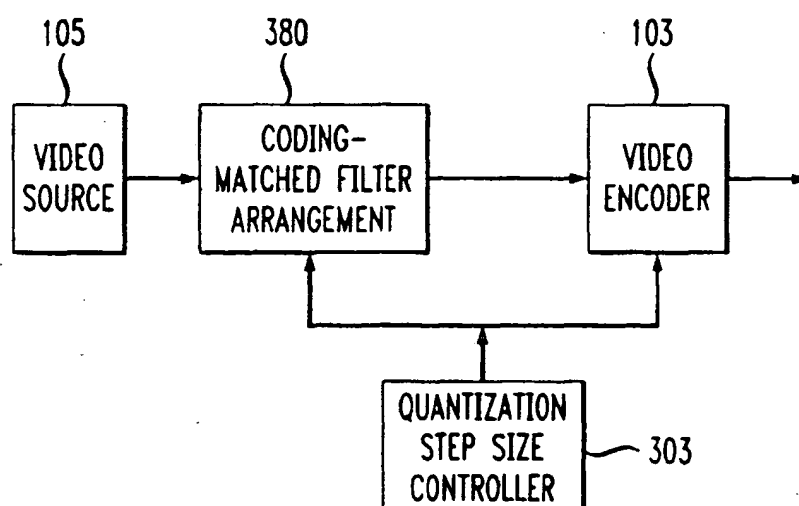 105
380
103
VIDEO
SOURCE
CODING-
MATCHED FILTER
ARRANGEMENT
VIDEO
ENCODER
QUANTIZATION
STEP SIZE
CONTROLLER
303